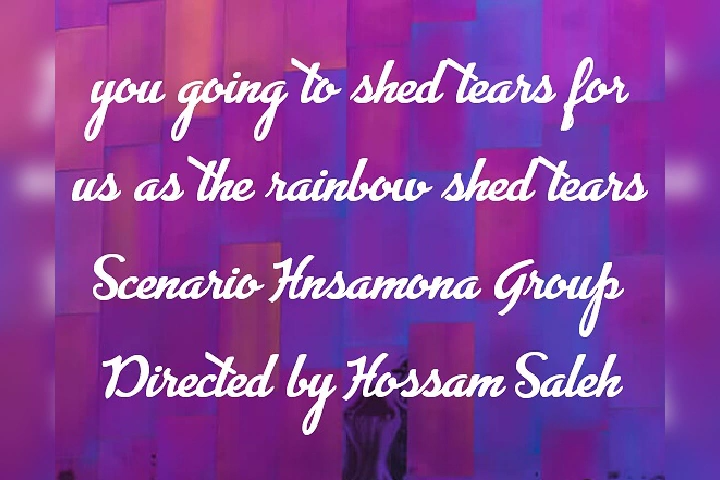 you going to shed tears for
us as the rainbow shed tears
Scenario Hnsamona Group
Directed by Hossam Saleh